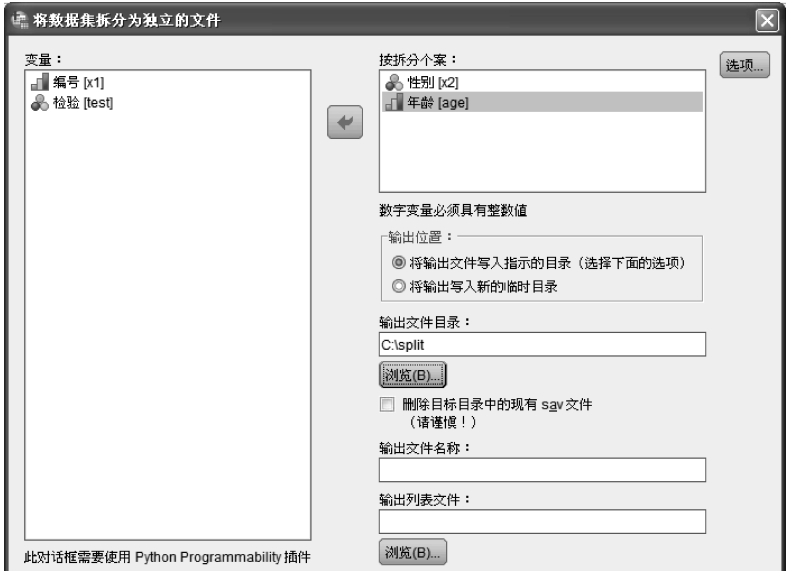 将数据集拆分为独立的文件
变量：
编号 [x1]
检验 [test]
此对话框需要使用 Python Programmability 插件
按拆分个案：
性别 [x2]
年龄 [age]
选项...
数字变量必须具有整数值
输出位置：
将输出文件写入指示的目录（选择下面的选项）
将输出写入新的临时目录
输出文件目录：
C:\split
浏览(B)...
删除目标目录中的现有 sav 文件
（请谨慎！）
输出文件名称：
输出列表文件：
浏览(B)...